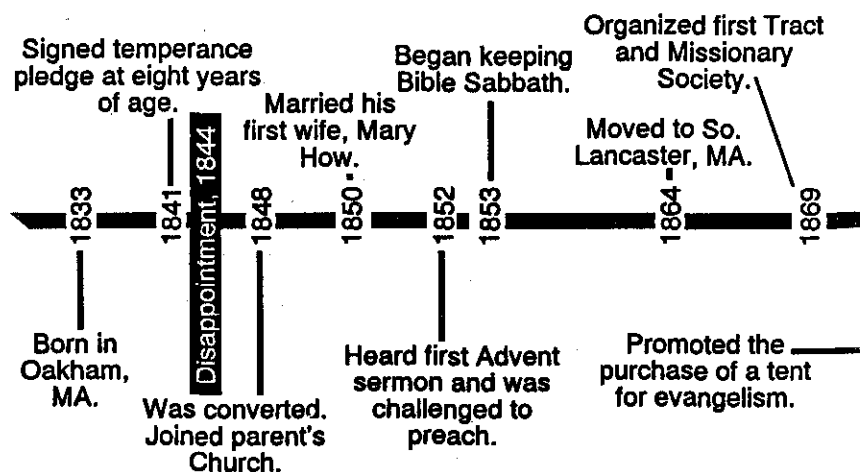 Signed temperance
pledge at eight years
of age.
Married his
first wife, Mary
How.
Began keeping
Bible Sabbath.
Organized first Tract
and Missionary
Society.
Moved to So.
Lancaster, MA.
1833
1841
Disappointment, 1844
1848
1850
1852
1853
1864
1869
Born in
Oakham,
MA.
Was converted.
Joined parent's
Church.
Heard first Advent
sermon and was
challenged to
preach.
Promoted the
purchase of a tent
for evangelism.